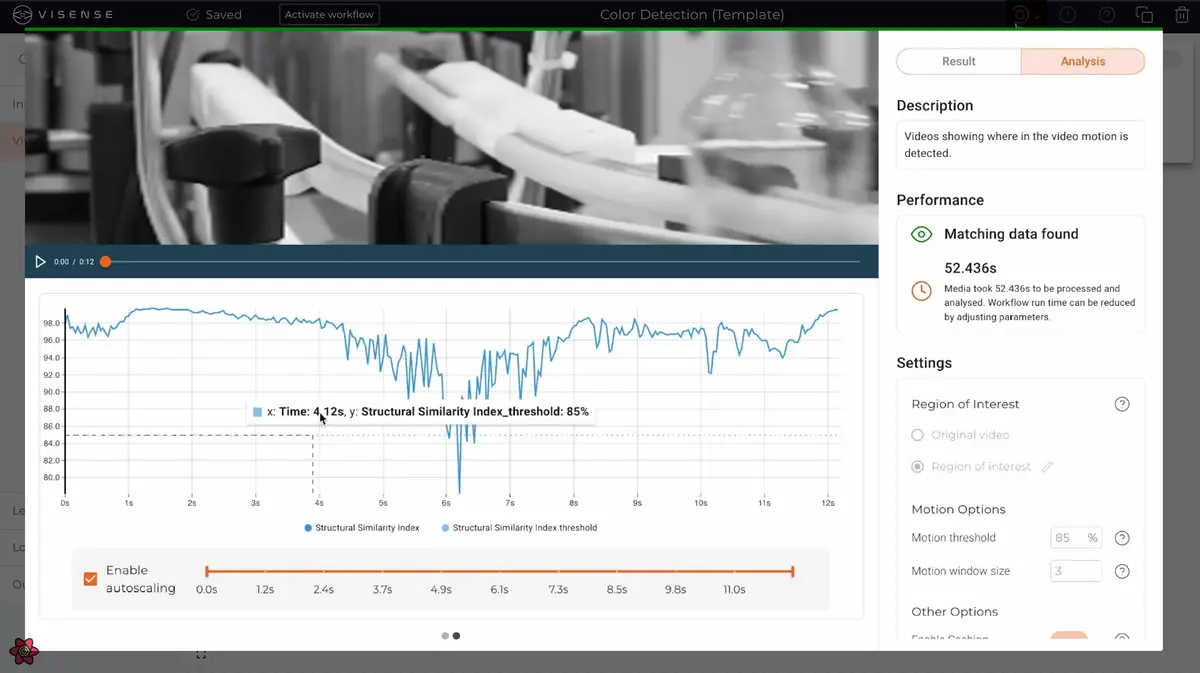 VISENSE
Saved
Activate workflow
Color Detection (Template)
Result
Analysis
Description
Videos showing where in the video motion is
detected.
Performance
Matching data found
52.436s
Media took 52.436s to be processed and
analysed. Workflow run time can be reduced
by adjusting parameters.
Settings
Region of Interest
Original video
Region of interest
Motion Options
Motion threshold
85 %
Motion window size
3
Other Options
0:00 / 0:12
98.0
96.0
94.0
92.0
90.0
88.0
86.0
84.0
82.0
80.0
x: Time: 4.12s, y: Structural Similarity Index_threshold: 85%
0s 1s 2s 3s 4s 5s 6s 7s 8s 9s 10s 11s 12s
Structural Similarity Index
Structural Similarity Index threshold
Enable
autoscaling
0.0s 1.2s 2.4s 3.7s 4.9s 6.1s 7.3s 8.5s 9.8s 11.0s